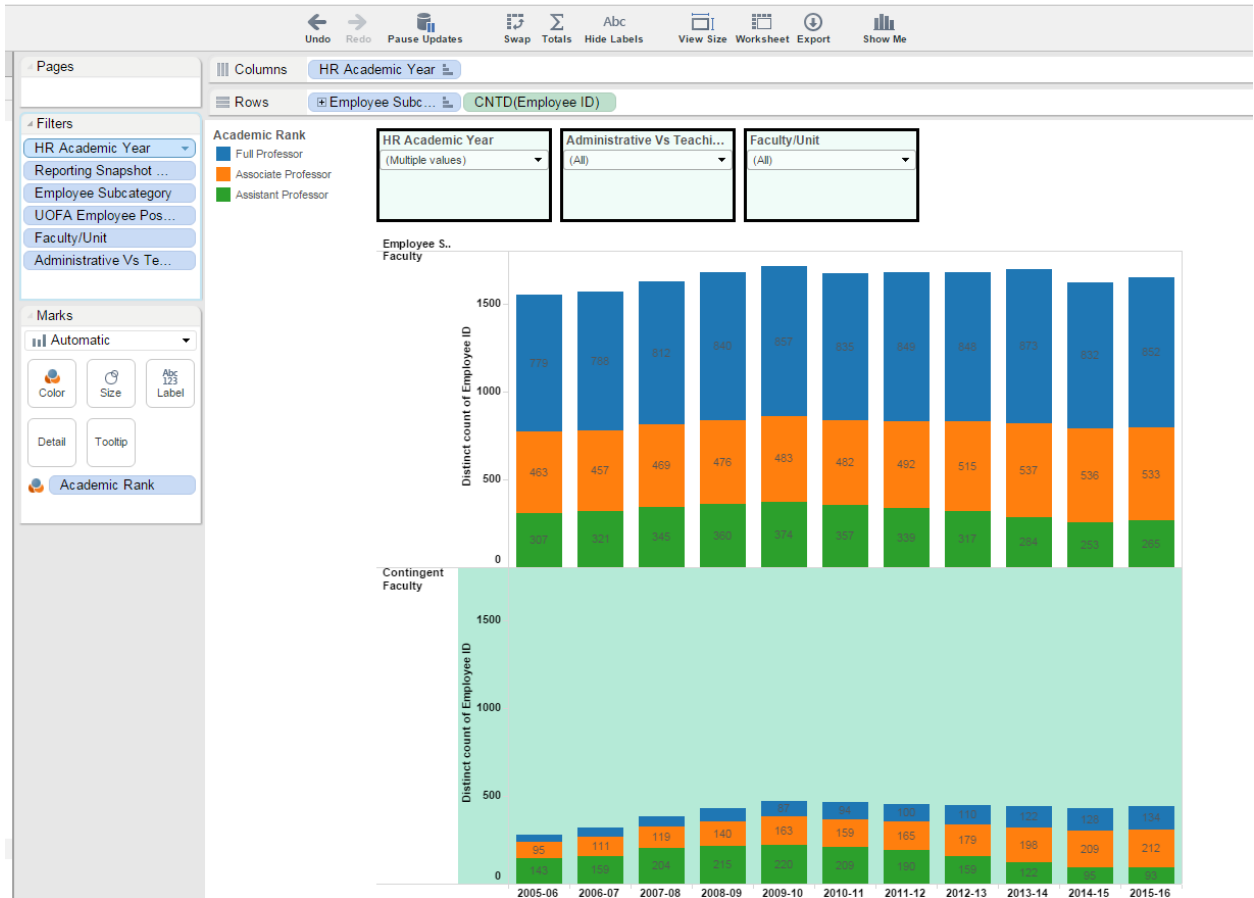 Undo Redo Pause Updates Swap Totals Abc Hide Labels View Size Worksheet Export Show Me
Pages
Columns HR Academic Year
Rows Employee Subc... CNTD(Employee ID)
Filters
HR Academic Year
Reporting Snapshot ...
Employee Subcategory
UOFA Employee Pos...
Faculty/Unit
Administrative Vs Te...
Marks
Automatic
Color Size Abc 123 Label
Detail Tooltip
Academic Rank
Academic Rank
Full Professor
Associate Professor
Assistant Professor
HR Academic Year Administrative Vs Teachi... Faculty/Unit
(Multiple values) (All) (All)
Employee S..
Faculty
Distinct count of Employee ID
1500
1000
500
0
779 788 812 840 857 835 849 848 873 832 852
463 457 469 476 483 482 492 515 537 536 533
307 321 345 360 374 357 339 317 284 253 265
Contingent
Faculty
Distinct count of Employee ID
1500
1000
500
0
87 94 100 110 122 128 134
95 111 119 140 163 159 165 179 198 209 212
143 159 204 215 220 209 190 159 122 95 93
2005-06 2006-07 2007-08 2008-09 2009-10 2010-11 2011-12 2012-13 2013-14 2014-15 2015-16